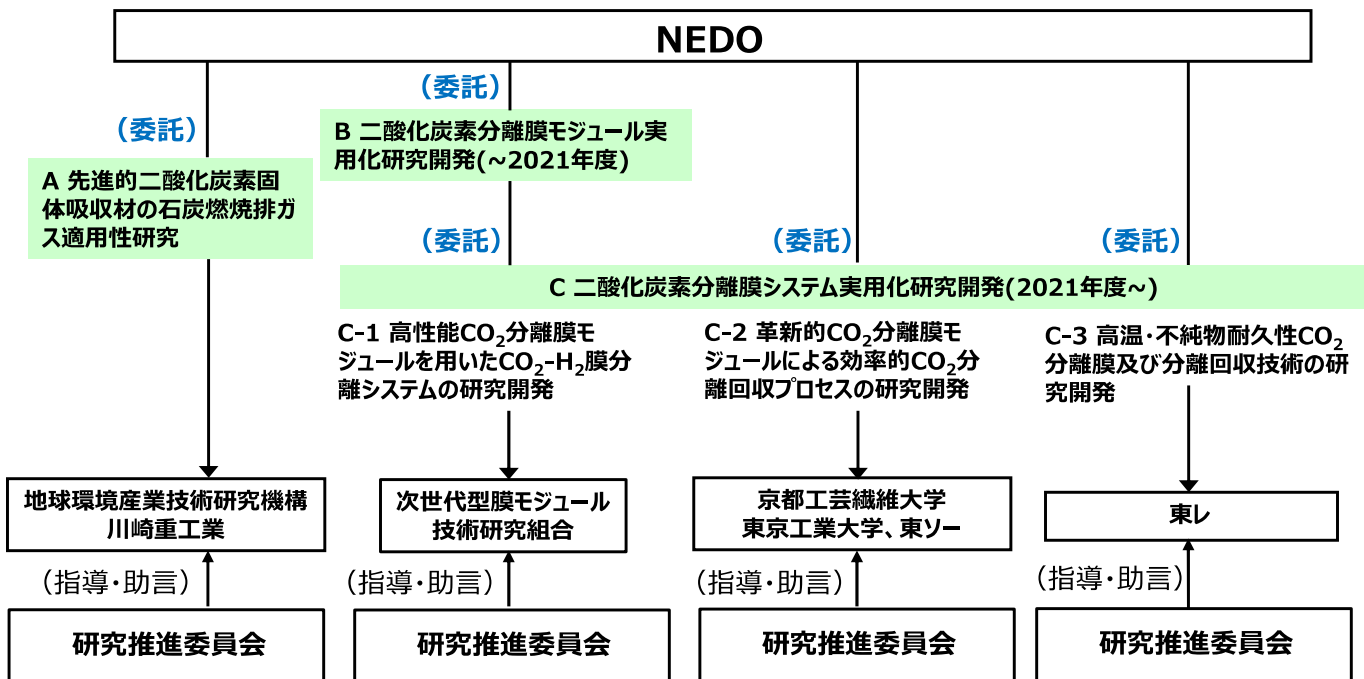 NEDO
（委託）
A 先進的二酸化炭素固
体吸収材の石炭燃焼排ガ
ス適用性研究
（委託）
B 二酸化炭素分離膜モジュール実
用化研究開発(~2021年度)
（委託）
（委託）
（委託）
C 二酸化炭素分離膜システム実用化研究開発(2021年度~)
C-1 高性能CO₂分離膜モ
ジュールを用いたCO₂-H₂膜分
離システムの研究開発
C-2 革新的CO₂分離膜モ
ジュールによる効率的CO₂分
離回収プロセスの研究開発
C-3 高温・不純物耐久性CO₂
分離膜及び分離回収技術の研
究開発
地球環境産業技術研究機構
川崎重工業
次世代型膜モジュール
技術研究組合
京都工芸繊維大学
東京工業大学、東ソー
東レ
（指導・助言）
（指導・助言）
（指導・助言）
（指導・助言）
研究推進委員会
研究推進委員会
研究推進委員会
研究推進委員会